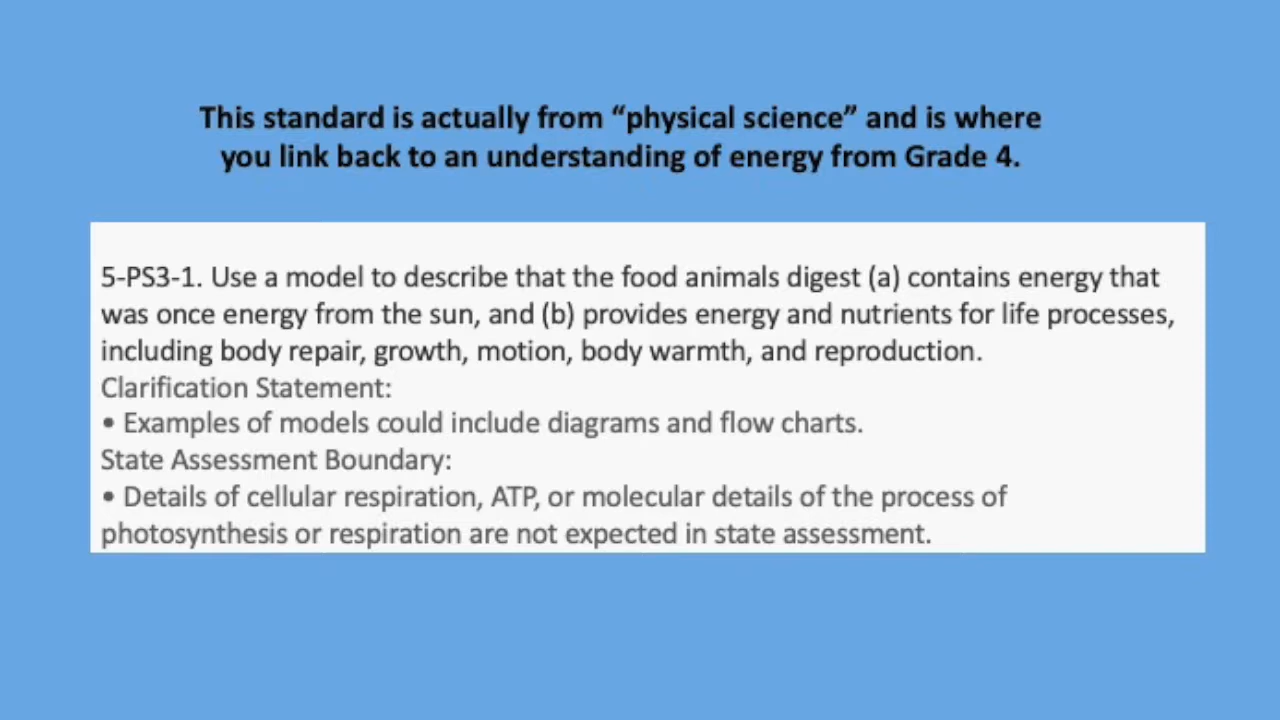 This standard is actually from “physical science” and is where
you link back to an understanding of energy from Grade 4.
5-PS3-1. Use a model to describe that the food animals digest (a) contains energy that
was once energy from the sun, and (b) provides energy and nutrients for life processes,
including body repair, growth, motion, body warmth, and reproduction.
Clarification Statement:
• Examples of models could include diagrams and flow charts.
State Assessment Boundary:
• Details of cellular respiration, ATP, or molecular details of the process of
photosynthesis or respiration are not expected in state assessment.